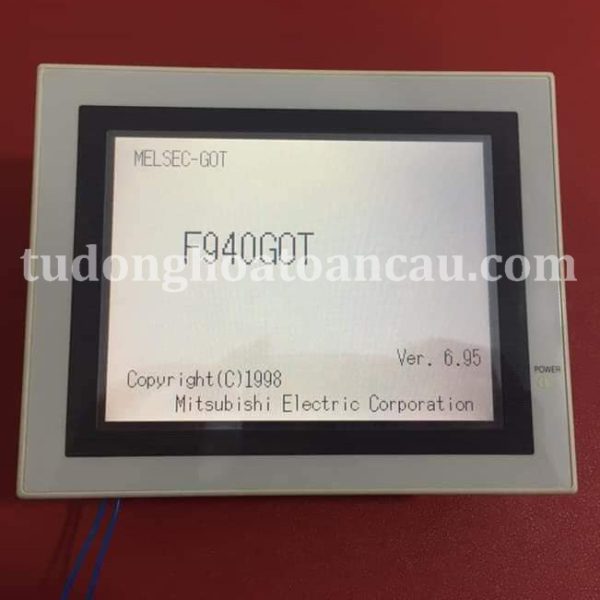 MELSEC-GOT
F940GOT
tudonghoatoancau.com
Ver. 6.95
POWER
Copyright(C)1998
Mitsubishi Electric Corporation